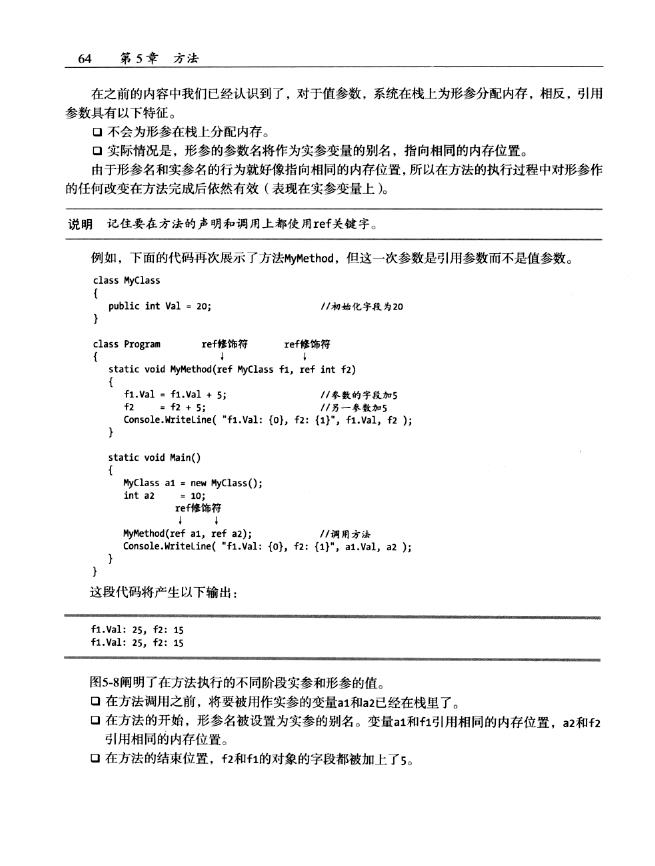 64 第5章 方法
在之前的内容中我们已经认识到了，对于值参数，系统在栈上为形参分配内存，相反，引用
参数具有以下特征。
❑ 不会为形参在栈上分配内存。
❑ 实际情况是，形参的参数名将作为实参变量的别名，指向相同的内存位置。
由于形参名和实参名的行为就好像指向相同的内存位置，所以在方法的执行过程中对形参作
的任何改变在方法完成后依然有效（表现在实参变量上）。
说明 记住要在方法的声明和调用上都使用ref关键字。
例如，下面的代码再次展示了方法MyMethod，但这一次参数是引用参数而不是值参数。
class MyClass
{
public int Val = 20; //初始化字段为20
}
class Program ref修饰符 ref修饰符
{ ↓ ↓
static void MyMethod(ref MyClass f1, ref int f2)
{
f1.Val = f1.Val + 5; //参数的字段加5
f2 = f2 + 5; //另一参数加5
Console.WriteLine( "f1.Val: {0}, f2: {1}", f1.Val, f2 );
}
static void Main()
{
MyClass a1 = new MyClass();
int a2 = 10;
ref修饰符
↓ ↓
MyMethod(ref a1, ref a2); //调用方法
Console.WriteLine( "f1.Val: {0}, f2: {1}", a1.Val, a2 );
}
}
这段代码将产生以下输出：
f1.Val: 25, f2: 15
f1.Val: 25, f2: 15
图5-8阐明了在方法执行的不同阶段实参和形参的值。
❑ 在方法调用之前，将要被用作实参的变量a1和a2已经在栈里了。
❑ 在方法的开始，形参名被设置为实参的别名。变量a1和f1引用相同的内存位置，a2和f2
引用相同的内存位置。
❑ 在方法的结束位置，f2和f1的对象的字段都被加上了5。